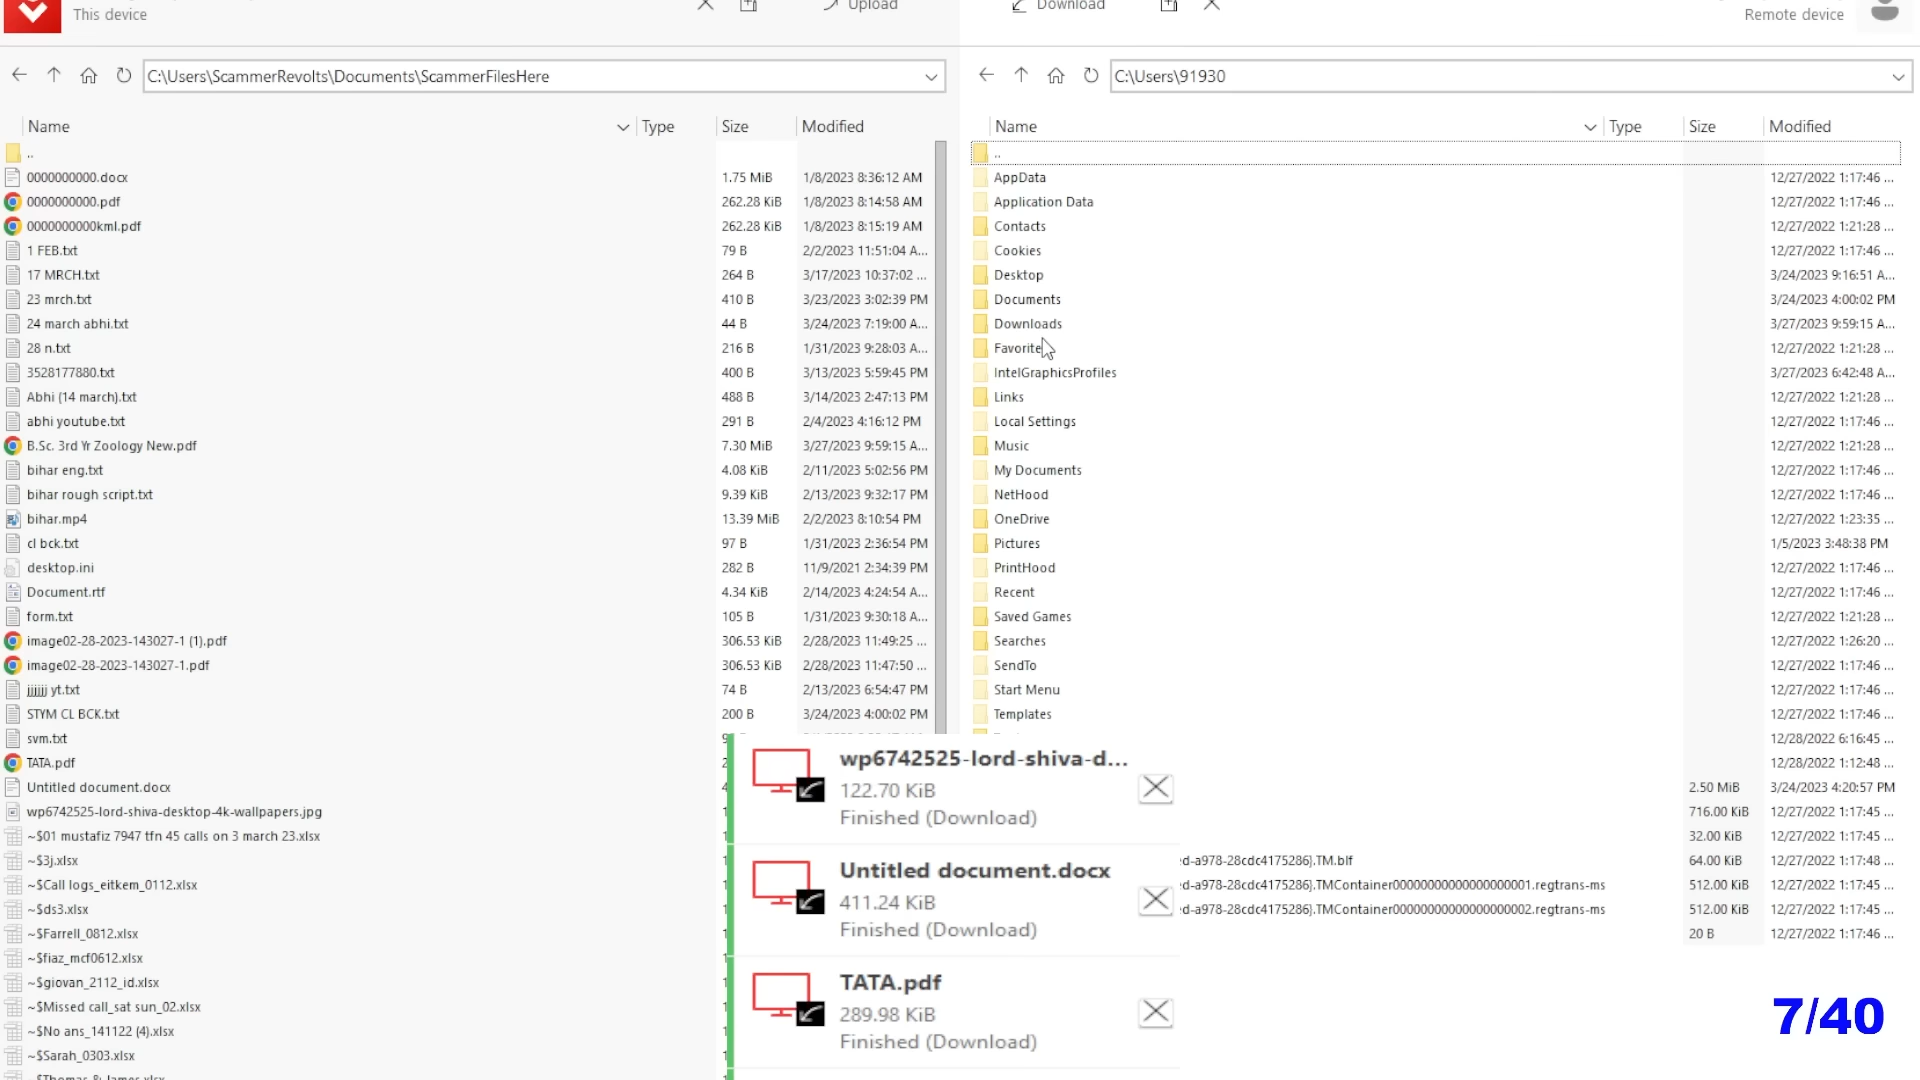 This device
Upload
C:\Users\ScammerRevolts\Documents\ScammerFilesHere
Name Type Size Modified
..
0000000000.docx 1.75 MiB 1/8/2023 8:36:12 AM
0000000000.pdf 262.28 KiB 1/8/2023 8:14:58 AM
0000000000kml.pdf 262.28 KiB 1/8/2023 8:15:19 AM
1 FEB.txt 79 B 2/2/2023 11:51:04 A...
17 MRCH.txt 264 B 3/17/2023 10:37:02 ...
23 mrch.txt 410 B 3/23/2023 3:02:39 PM
24 march abhi.txt 44 B 3/24/2023 7:19:00 A...
28 n.txt 216 B 1/31/2023 9:28:03 A...
3528177880.txt 400 B 3/13/2023 5:59:45 PM
Abhi (14 march).txt 488 B 3/14/2023 2:47:13 PM
abhi youtube.txt 291 B 2/4/2023 4:16:12 PM
B.Sc. 3rd Yr Zoology New.pdf 7.30 MiB 3/27/2023 9:59:15 A...
bihar eng.txt 4.08 KiB 2/11/2023 5:02:56 PM
bihar rough script.txt 9.39 KiB 2/13/2023 9:32:17 PM
bihar.mp4 13.39 MiB 2/2/2023 8:10:54 PM
cl bck.txt 97 B 1/31/2023 2:36:54 PM
desktop.ini 282 B 11/9/2021 2:34:39 PM
Document.rtf 4.34 KiB 2/14/2023 4:24:54 A...
form.txt 105 B 1/31/2023 9:30:18 A...
image02-28-2023-143027-1 (1).pdf 306.53 KiB 2/28/2023 11:49:25 ...
image02-28-2023-143027-1.pdf 306.53 KiB 2/28/2023 11:47:50 ...
jjjjjj yt.txt 74 B 2/13/2023 6:54:47 PM
STYM CL BCK.txt 200 B 3/24/2023 4:00:02 PM
svm.txt
TATA.pdf
Untitled document.docx
wp6742525-lord-shiva-desktop-4k-wallpapers.jpg
~$01 mustafiz 7947 tfn 45 calls on 3 march 23.xlsx
~$3j.xlsx
~$Call logs_eitkem_0112.xlsx
~$ds3.xlsx
~$Farrell_0812.xlsx
~$fiaz_mcf0612.xlsx
~$giovan_2112_id.xlsx
~$Missed call_sat sun_02.xlsx
~$No ans_141122 (4).xlsx
~$Sarah_0303.xlsx
~$Thomas & James.xlsx
Download
Remote device
C:\Users\91930
Name Type Size Modified
..
AppData 12/27/2022 1:17:46 ...
Application Data 12/27/2022 1:17:46 ...
Contacts 12/27/2022 1:21:28 ...
Cookies 12/27/2022 1:17:46 ...
Desktop 3/24/2023 9:16:51 A...
Documents 3/24/2023 4:00:02 PM
Downloads 3/27/2023 9:59:15 A...
Favorite 12/27/2022 1:21:28 ...
IntelGraphicsProfiles 3/27/2023 6:42:48 A...
Links 12/27/2022 1:21:28 ...
Local Settings 12/27/2022 1:17:46 ...
Music 12/27/2022 1:21:28 ...
My Documents 12/27/2022 1:17:46 ...
NetHood 12/27/2022 1:17:46 ...
OneDrive 12/27/2022 1:23:35 ...
Pictures 1/5/2023 3:48:38 PM
PrintHood 12/27/2022 1:17:46 ...
Recent 12/27/2022 1:17:46 ...
Saved Games 12/27/2022 1:21:28 ...
Searches 12/27/2022 1:26:20 ...
SendTo 12/27/2022 1:17:46 ...
Start Menu 12/27/2022 1:17:46 ...
Templates 12/27/2022 1:17:46 ...
12/28/2022 6:16:45 ...
12/28/2022 1:12:48 ...
2.50 MiB 3/24/2023 4:20:57 PM
716.00 KiB 12/27/2022 1:17:45 ...
32.00 KiB 12/27/2022 1:17:45 ...
d-a978-28cdc4175286}.TM.blf 64.00 KiB 12/27/2022 1:17:48 ...
d-a978-28cdc4175286}.TMContainer00000000000000000001.regtrans-ms 512.00 KiB 12/27/2022 1:17:45 ...
d-a978-28cdc4175286}.TMContainer00000000000000000002.regtrans-ms 512.00 KiB 12/27/2022 1:17:45 ...
20 B 12/27/2022 1:17:46 ...
wp6742525-lord-shiva-d...
122.70 KiB
Finished (Download)
Untitled document.docx
411.24 KiB
Finished (Download)
TATA.pdf
289.98 KiB
Finished (Download)
7/40